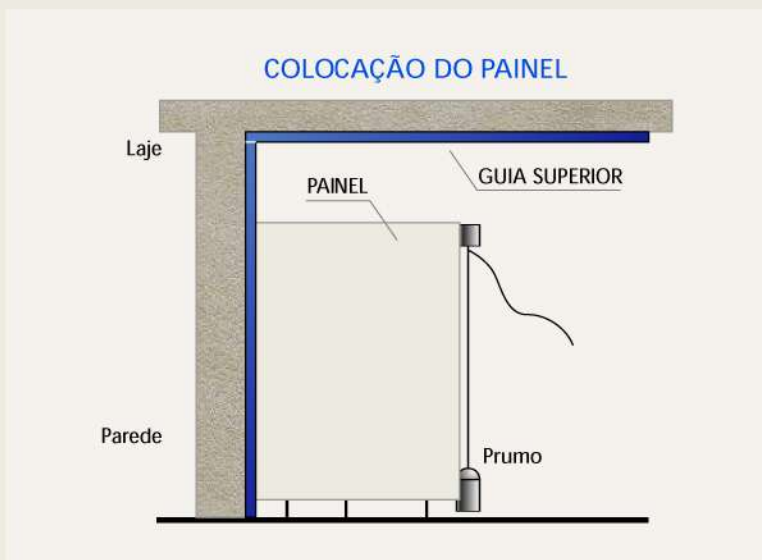 COLOCAÇÃO DO PAINEL
Laje
GUIA SUPERIOR
PAINEL
Parede
Prumo